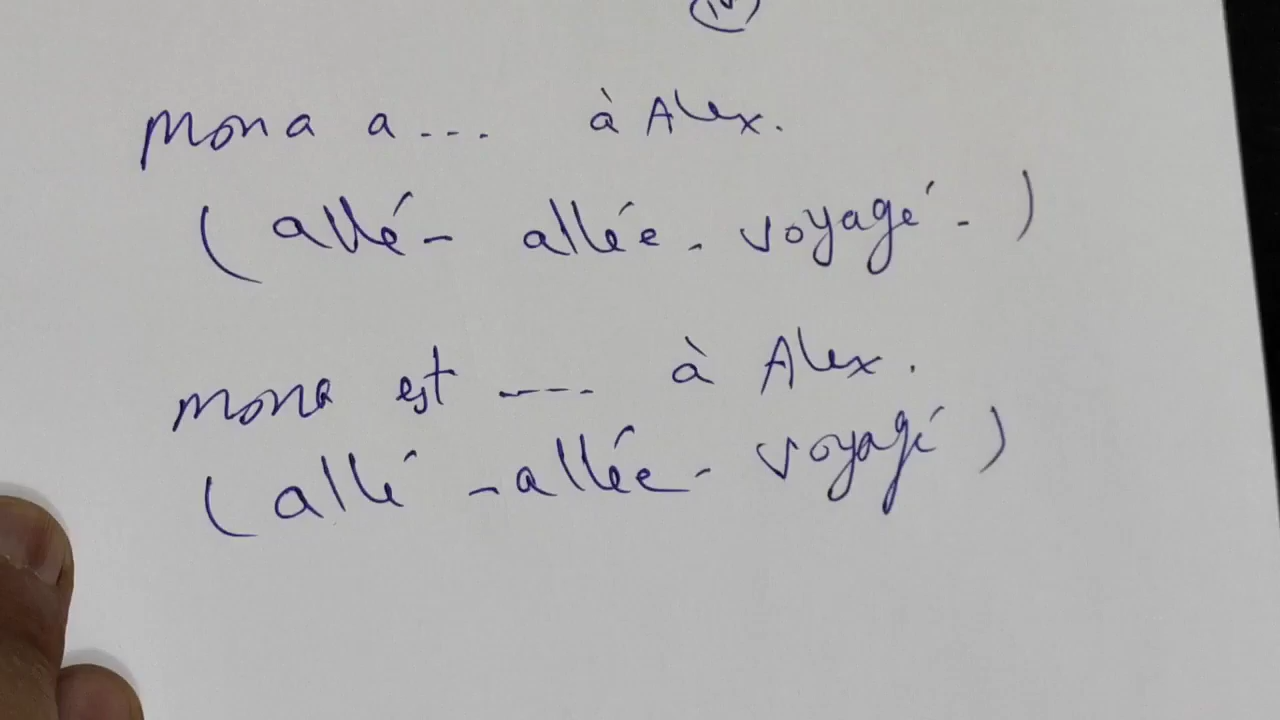 Mona a ... à Alex.
( allé - allée - voyagé - )
Mona est ---- à Alex.
( allé - allée - voyagé )